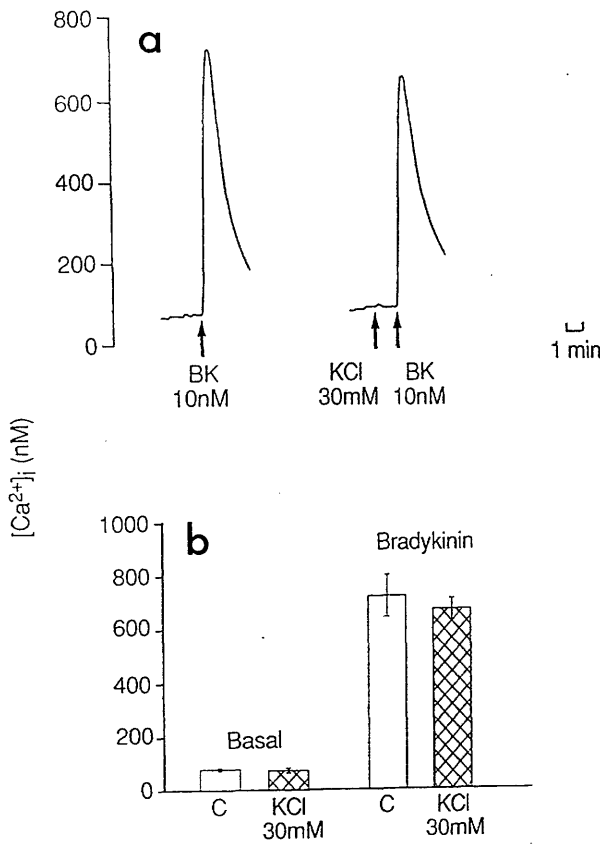 a
800
600
400
200
0
BK
10nM
KCl
30mM
BK
10nM
1 min
[Ca²⁺]ᵢ (nM)
b
1000
800
600
400
200
0
Basal
Bradykinin
C
KCl
30mM
C
KCl
30mM